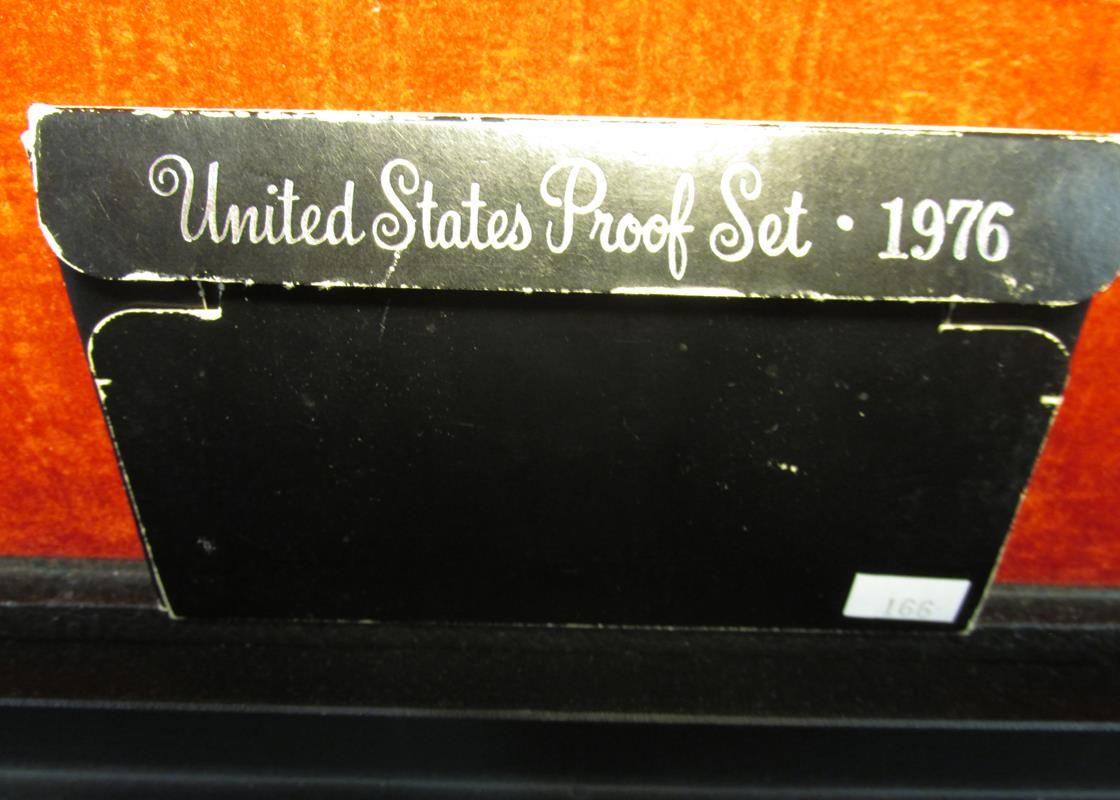 United States Proof Set · 1976
166